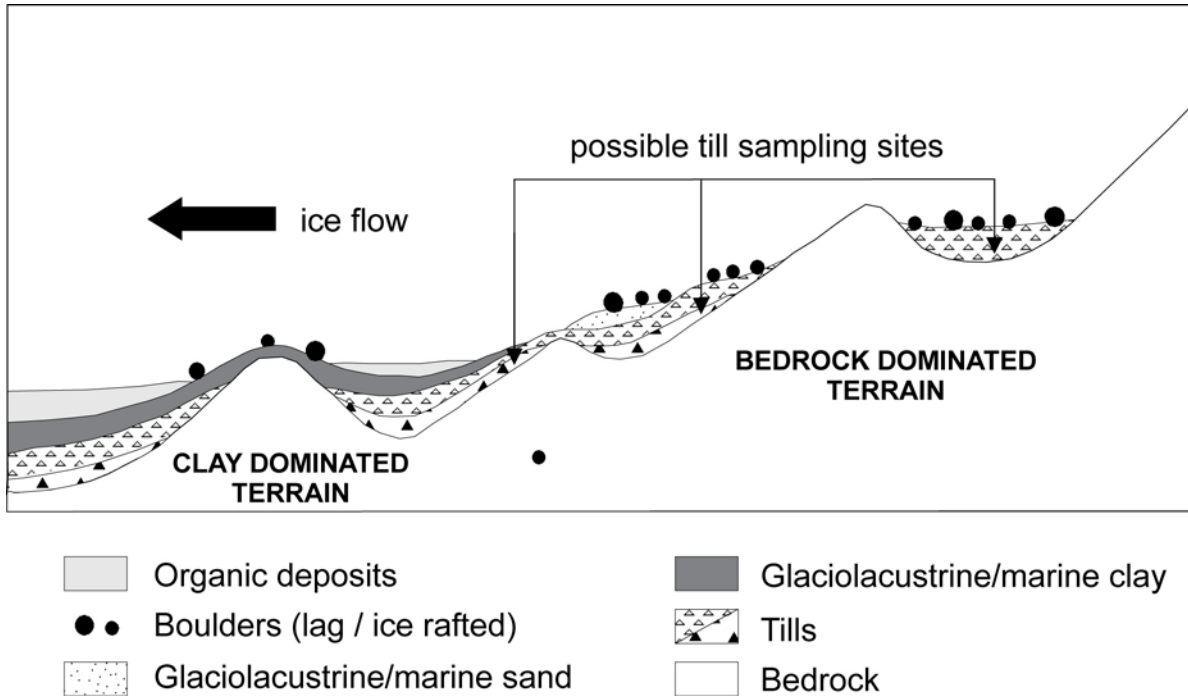 possible till sampling sites
ice flow
BEDROCK DOMINATED
TERRAIN
CLAY DOMINATED
TERRAIN
Organic deposits
Boulders (lag / ice rafted)
Glaciolacustrine/marine sand
Glaciolacustrine/marine clay
Tills
Bedrock